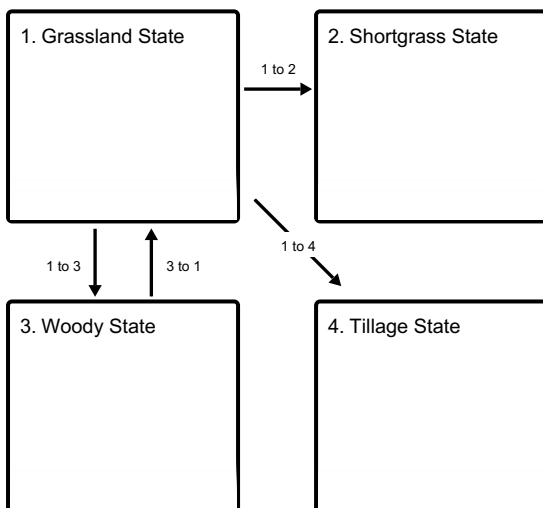 1. Grassland State
2. Shortgrass State
1 to 2
1 to 4
1 to 3
3 to 1
3. Woody State
4. Tillage State